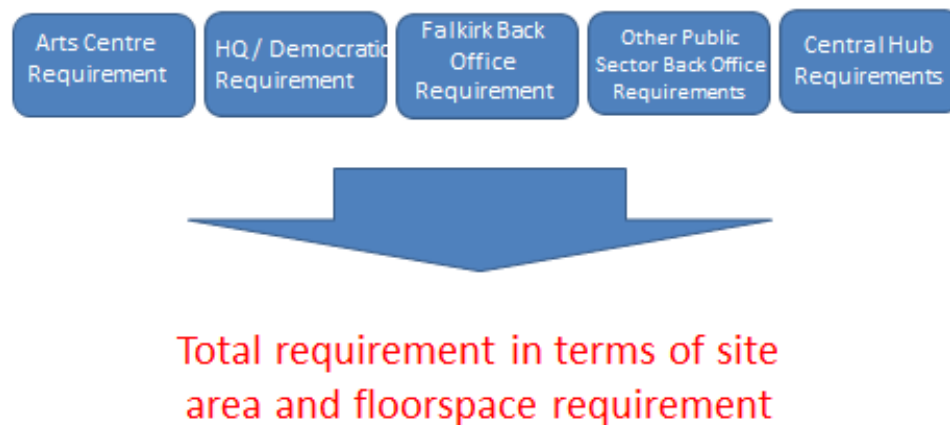 Arts Centre
Requirement
HQ / Democratic
Requirement
Falkirk Back
Office
Requirement
Other Public
Sector Back Office
Requirements
Central Hub
Requirements
Total requirement in terms of site
area and floorspace requirement